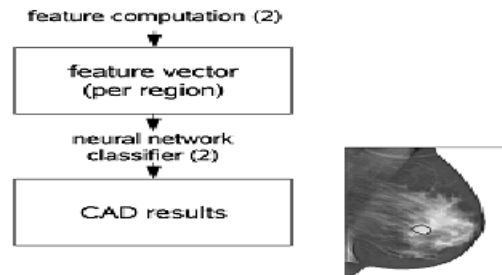 feature computation (2)
feature vector
(per region)
neural network
classifier (2)
CAD results